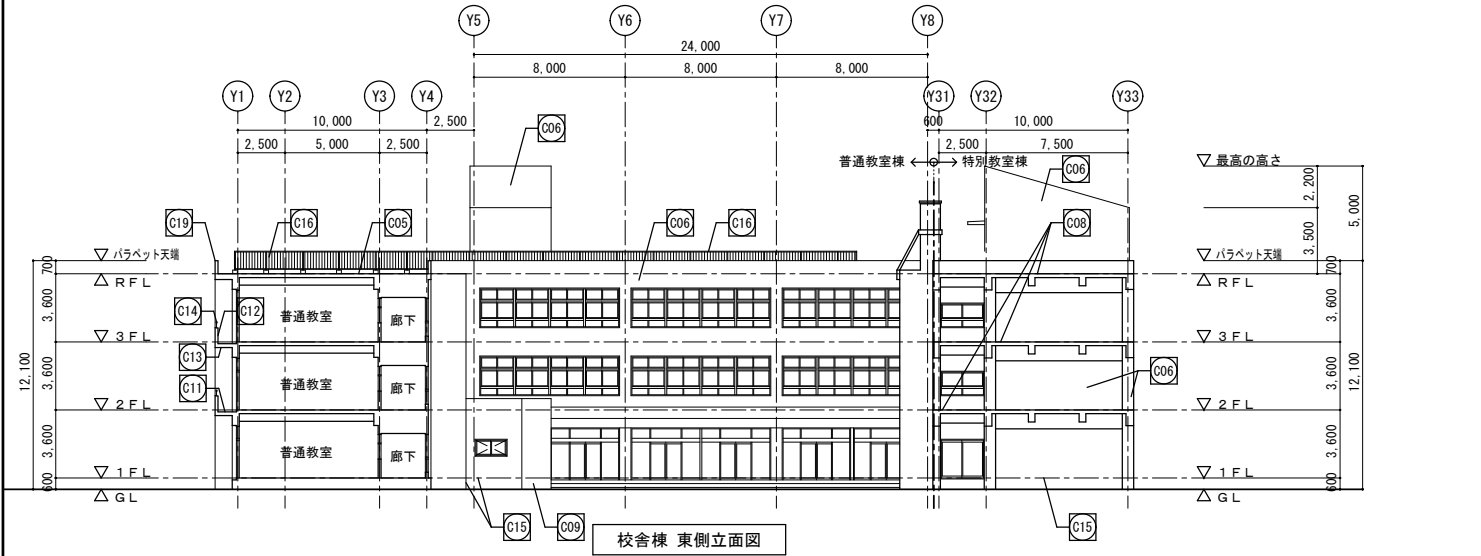 Y5 Y6 Y7 Y8
24,000
8,000 8,000 8,000
Y1 Y2 Y3 Y4 Y31 Y32 Y33
10,000 2,500 600 10,000
2,500 5,000 2,500 2,500 7,500
C06
普通教室棟 特別教室棟
最高の高さ
C06
2,200
5,000
3,500
C19 C16 C05 C06 C16 C08
パラペット天端 パラペット天端
700 700
RFL RFL
C14 C12
3,600 普通教室 廊下 3,600
3FL 3FL
C13
12,100 3,600 普通教室 廊下 C06 3,600 12,100
C11
2FL 2FL
3,600 普通教室 廊下 3,600
1FL 1FL
600 600
GL GL
C15 C09 C15
校舎棟 東側立面図